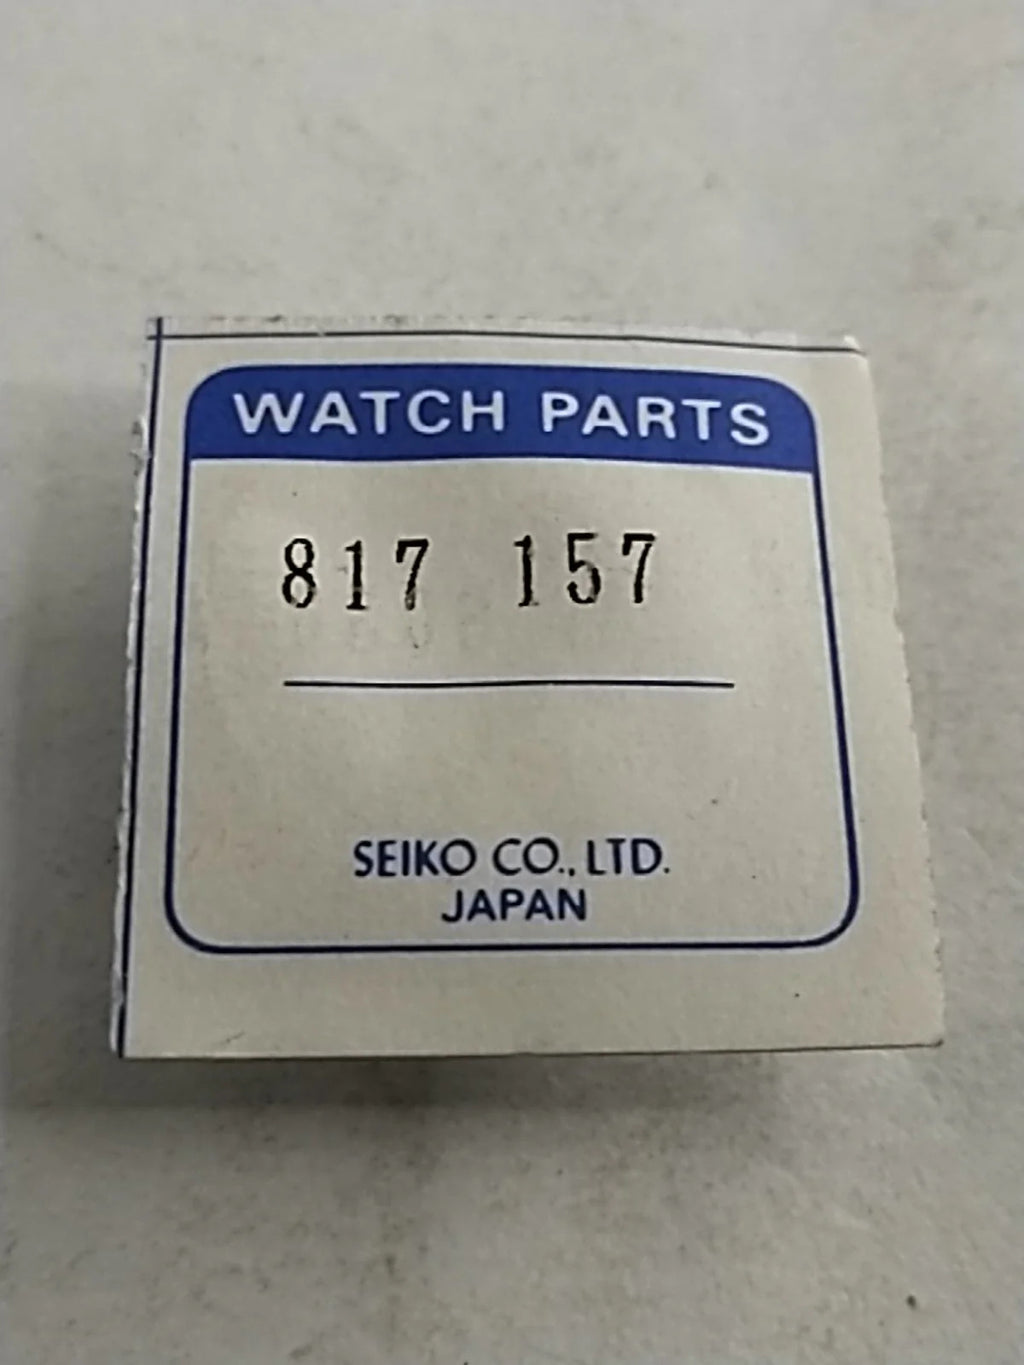 WATCH PARTS
817 157
SEIKO CO., LTD.
JAPAN